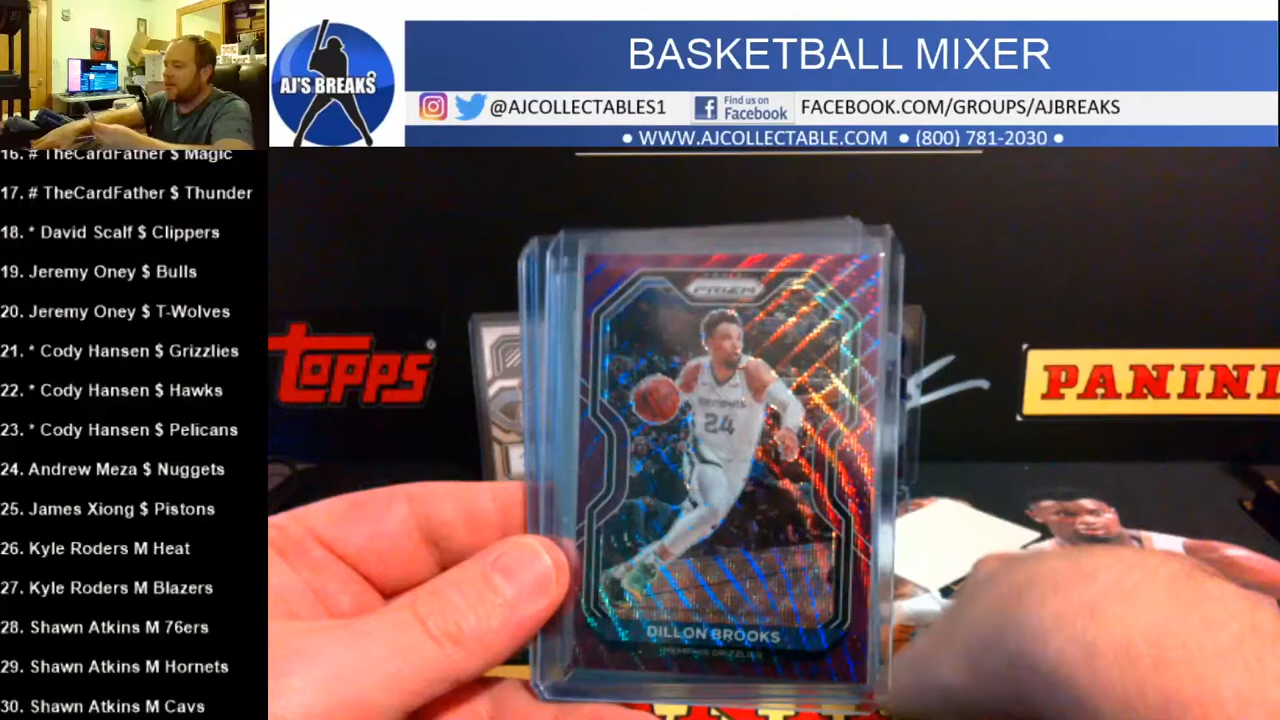 BASKETBALL MIXER
AJ'S BREAKS
@AJCOLLECTABLES1
Find us on
Facebook
FACEBOOK.COM/GROUPS/AJBREAKS
• WWW.AJCOLLECTABLE.COM • (800) 781-2030 •
16. # TheCardFather $ Magic
17. # TheCardFather $ Thunder
18. * David Scalf $ Clippers
19. Jeremy Oney $ Bulls
20. Jeremy Oney $ T-Wolves
21. * Cody Hansen $ Grizzlies
22. * Cody Hansen $ Hawks
23. * Cody Hansen $ Pelicans
24. Andrew Meza $ Nuggets
25. James Xiong $ Pistons
26. Kyle Roders M Heat
27. Kyle Roders M Blazers
28. Shawn Atkins M 76ers
29. Shawn Atkins M Hornets
30. Shawn Atkins M Cavs
TOPPS
PANINI
PRIZM
MEMPHIS
24
DILLON BROOKS
MEMPHIS GRIZZLIES